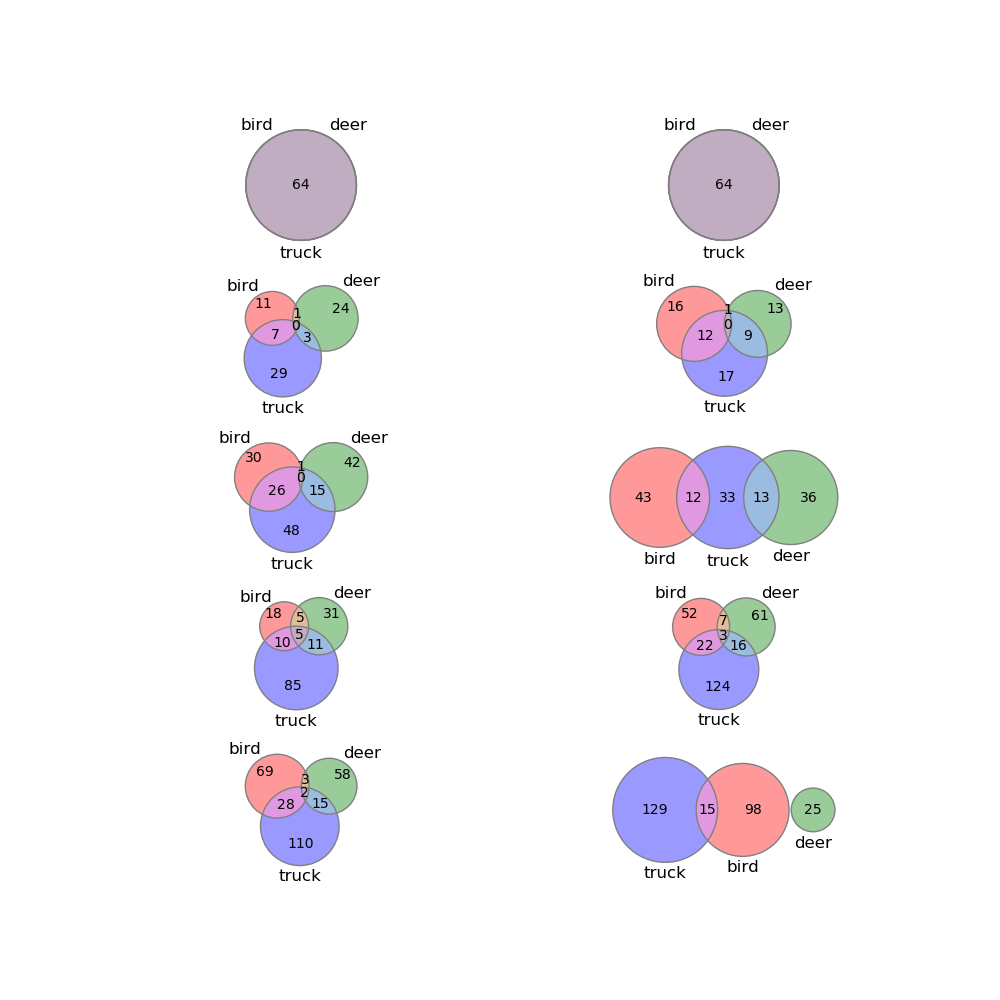 bird deer
64
truck
bird deer
64
truck
bird deer
11 1 24
0
7 3
29
truck
bird deer
16 1 13
0
12 9
17
truck
bird deer
30 1 42
0
26 15
48
truck
43 12 33 13 36
bird truck deer
bird deer
18 5 31
5
10 11
85
truck
bird deer
52 7 61
3
22 16
124
truck
bird deer
69 3 58
2
28 15
110
truck
129 15 98 25
truck bird deer